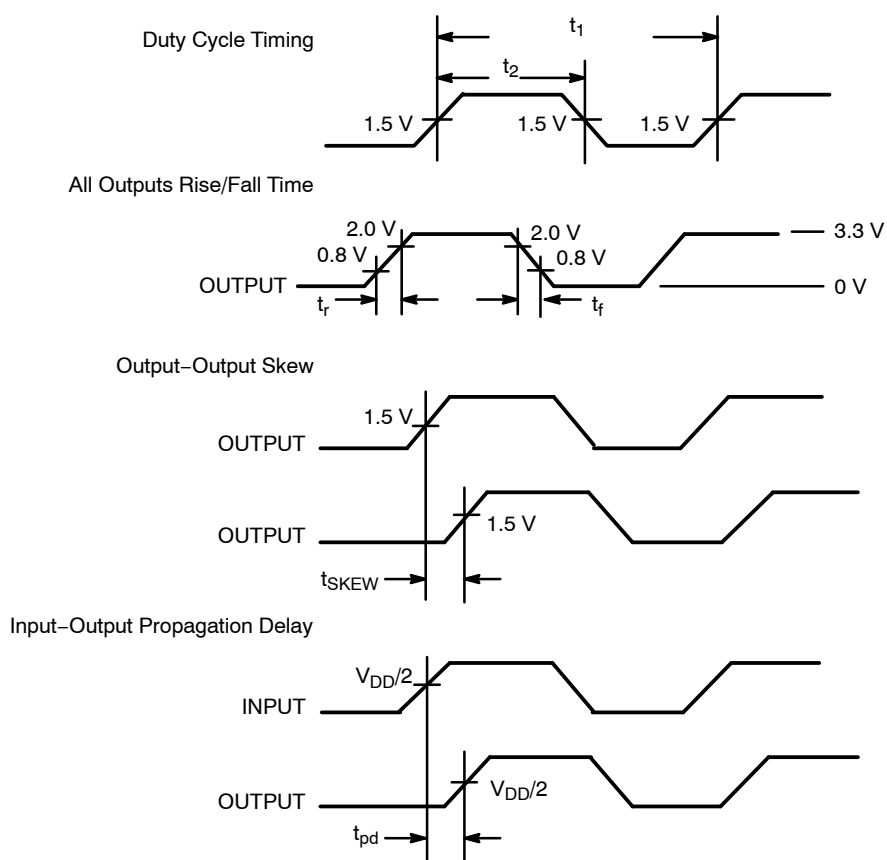 Duty Cycle Timing
t1
t2
1.5 V
1.5 V
1.5 V
All Outputs Rise/Fall Time
2.0 V
0.8 V
2.0 V
0.8 V
3.3 V
0 V
OUTPUT
tr
tf
Output−Output Skew
1.5 V
OUTPUT
OUTPUT
1.5 V
tSKEW
Input−Output Propagation Delay
VDD/2
INPUT
OUTPUT
VDD/2
tpd